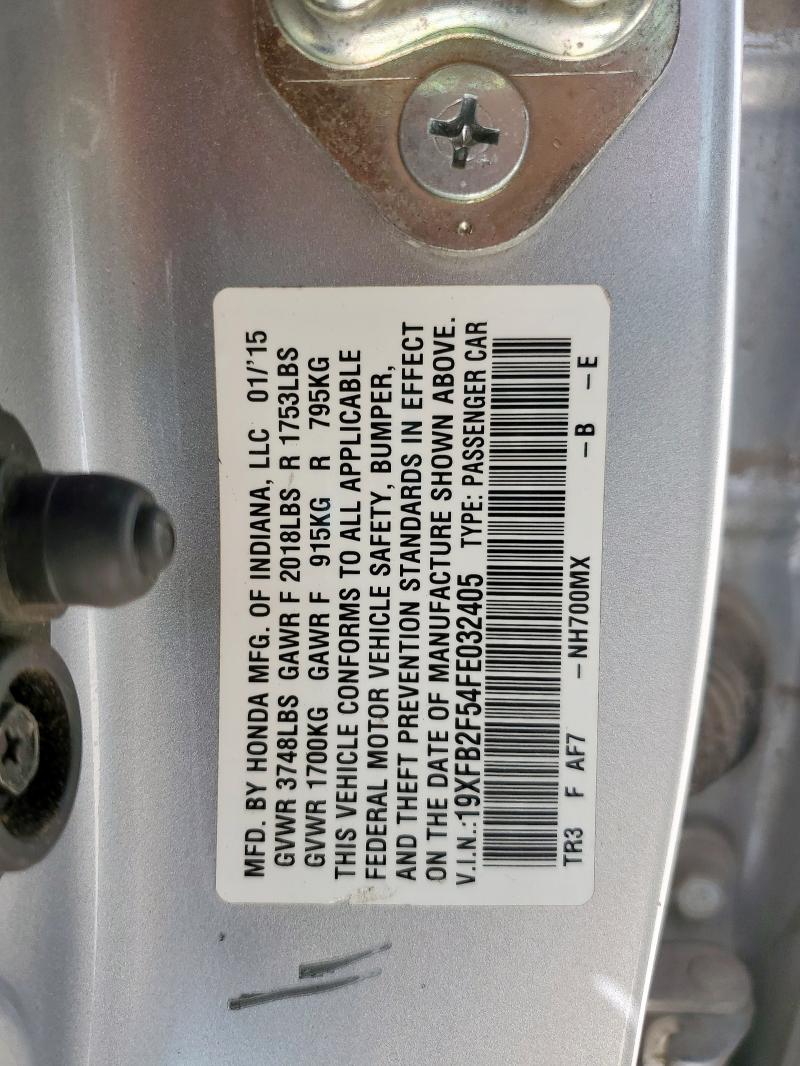 MFD. BY HONDA MFG. OF INDIANA, LLC 01/'15
GVWR 3748LBS GAWR F 2018LBS R 1753LBS
GVWR 1700KG GAWR F 915KG R 795KG
THIS VEHICLE CONFORMS TO ALL APPLICABLE
FEDERAL MOTOR VEHICLE SAFETY, BUMPER,
AND THEFT PREVENTION STANDARDS IN EFFECT
ON THE DATE OF MANUFACTURE SHOWN ABOVE.
V.I.N.:19XFB2F54FE032405 TYPE: PASSENGER CAR
TR3 F AF7 – NH700MX – B – E